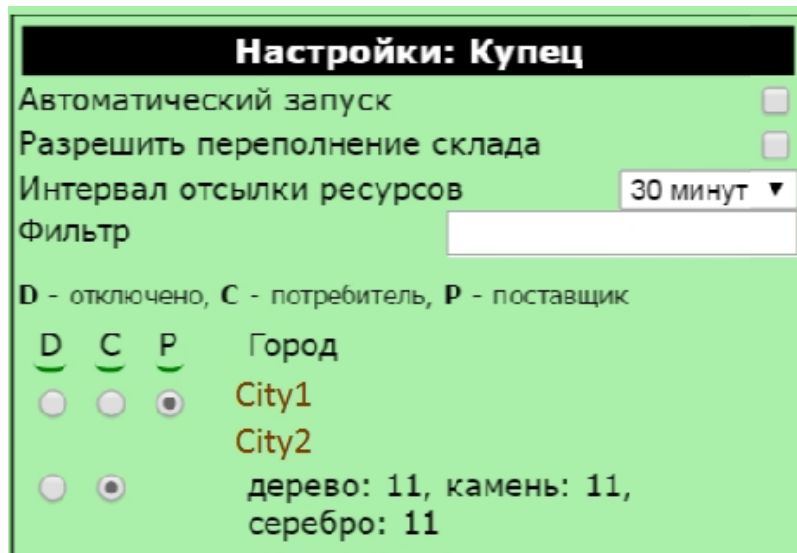 Настройки: Купец
Автоматический запуск
Разрешить переполнение склада
Интервал отсылки ресурсов 30 минут
Фильтр
D - отключено, C - потребитель, P - поставщик
D C P Город
City1
City2
дерево: 11, камень: 11,
серебро: 11